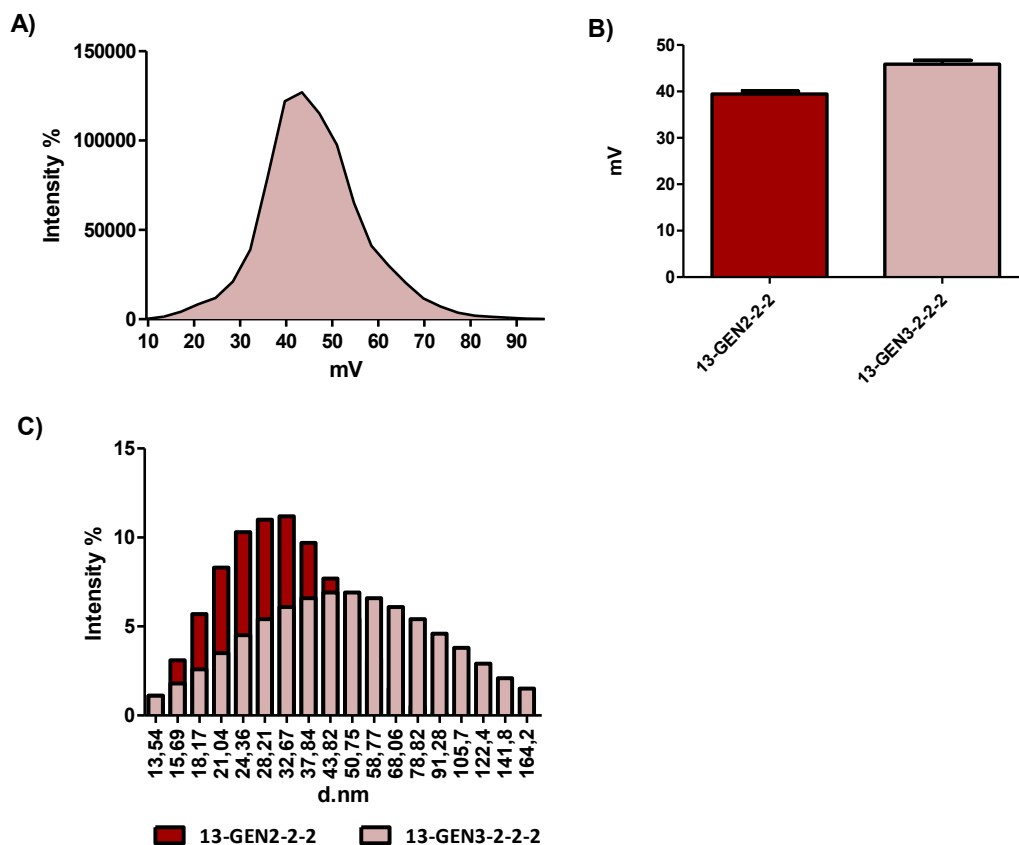 A)
150000
100000
50000
0
Intensity %
10 20 30 40 50 60 70 80 90
mV
B)
50
40
30
20
10
0
mV
13-GEN2-2-2
13-GEN3-2-2-2
C)
15
10
5
0
Intensity %
13,54
15,69
18,17
21,04
24,36
28,21
32,67
37,84
43,82
50,75
58,77
68,06
78,82
91,28
105,7
122,4
141,8
164,2
d.nm
13-GEN2-2-2 13-GEN3-2-2-2